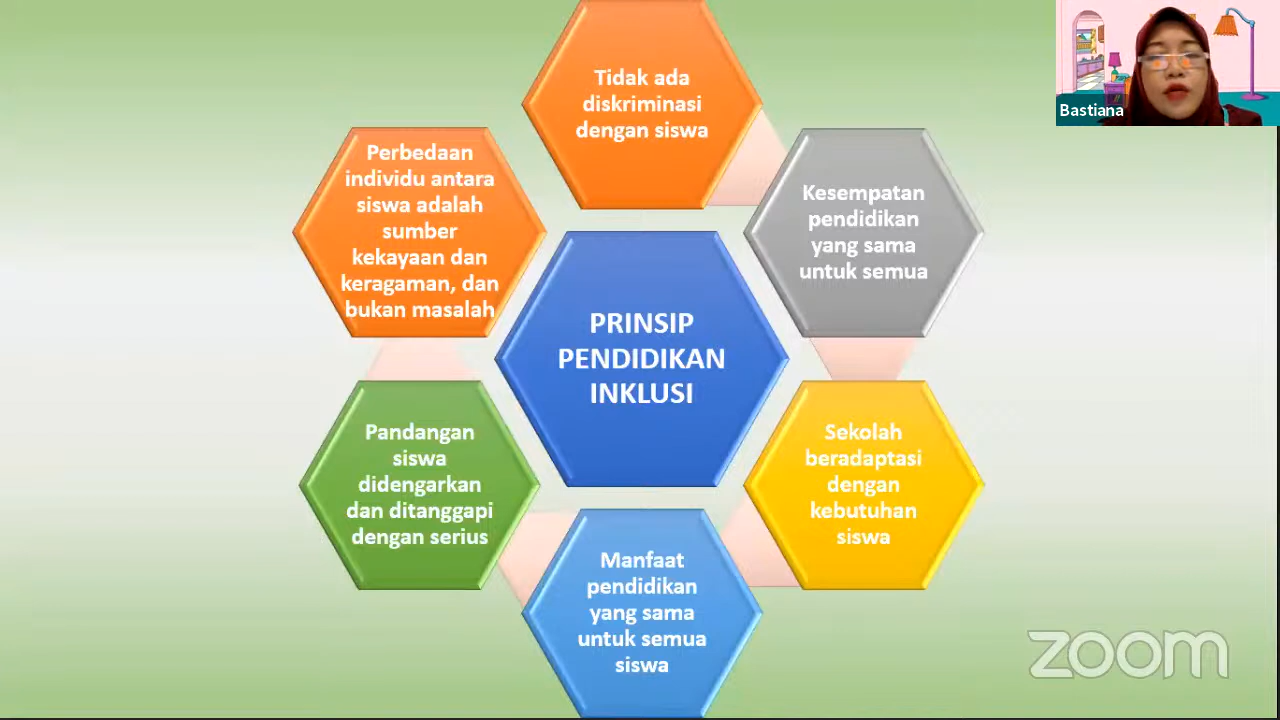 Tidak ada
diskriminasi
dengan siswa
Bastiana
Perbedaan
individu antara
siswa adalah
sumber
kekayaan dan
keragaman, dan
bukan masalah
Kesempatan
pendidikan
yang sama
untuk semua
PRINSIP
PENDIDIKAN
INKLUSI
Pandangan
siswa
didengarkan
dan ditanggapi
dengan serius
Sekolah
beradaptasi
dengan
kebutuhan
siswa
Manfaat
pendidikan
yang sama
untuk semua
siswa
zoom